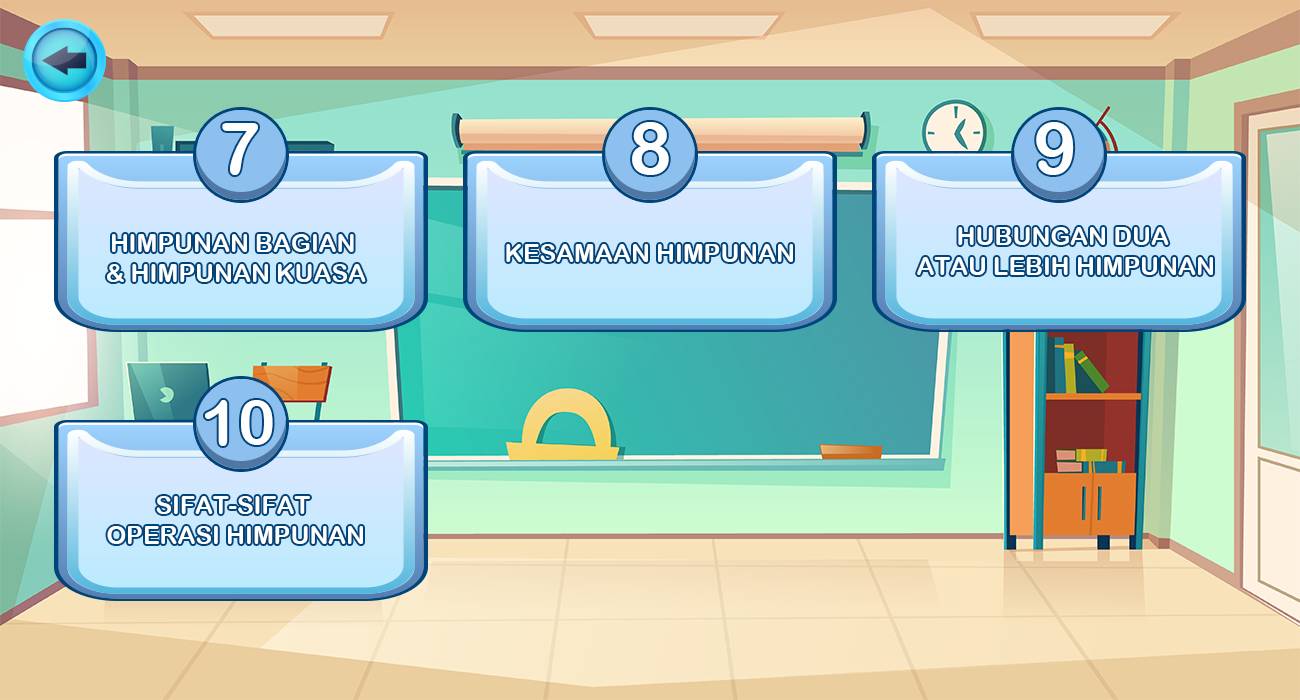 7
HIMPUNAN BAGIAN
& HIMPUNAN KUASA
8
KESAMAAN HIMPUNAN
9
HUBUNGAN DUA
ATAU LEBIH HIMPUNAN
10
SIFAT-SIFAT
OPERASI HIMPUNAN